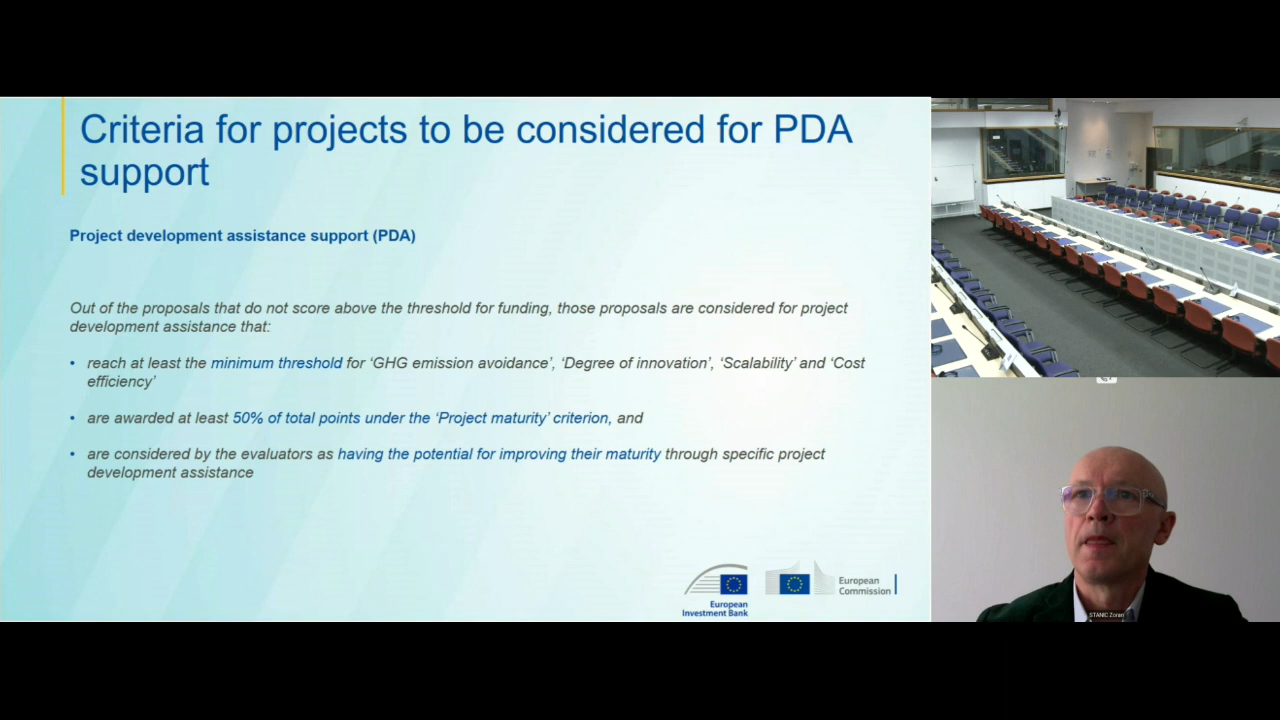 Criteria for projects to be considered for PDA
support
Project development assistance support (PDA)
Out of the proposals that do not score above the threshold for funding, those proposals are considered for project
development assistance that:
• reach at least the minimum threshold for ‘GHG emission avoidance’, ‘Degree of innovation’, ‘Scalability’ and ‘Cost
efficiency’
• are awarded at least 50% of total points under the ‘Project maturity’ criterion, and
• are considered by the evaluators as having the potential for improving their maturity through specific project
development assistance
European
Investment Bank
European
Commission
STANIC Zoran